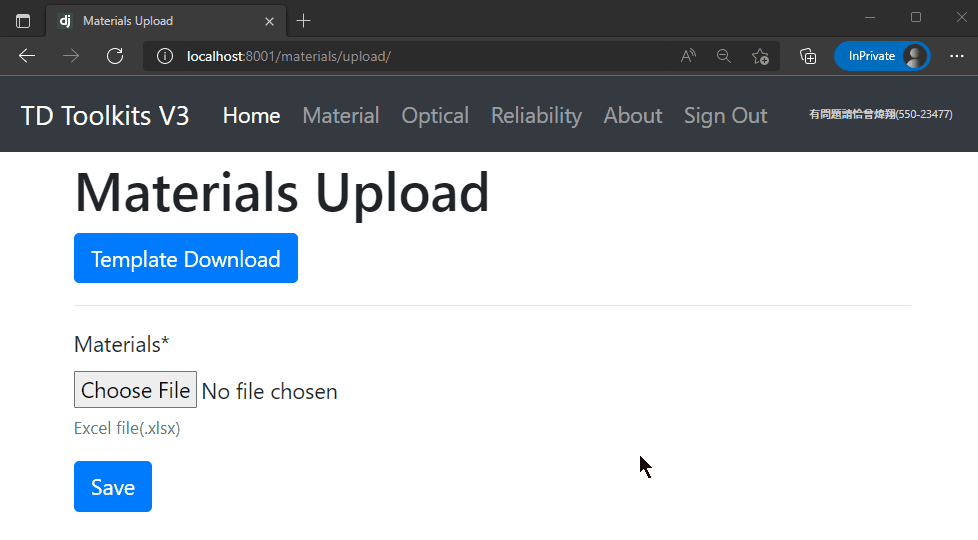 dj Materials Upload
localhost:8001/materials/upload/
InPrivate
TD Toolkits V3 Home Material Optical Reliability About Sign Out 有問題請恰曾煒翔(550-23477)
Materials Upload
Template Download
Materials*
Choose File No file chosen
Excel file(.xlsx)
Save